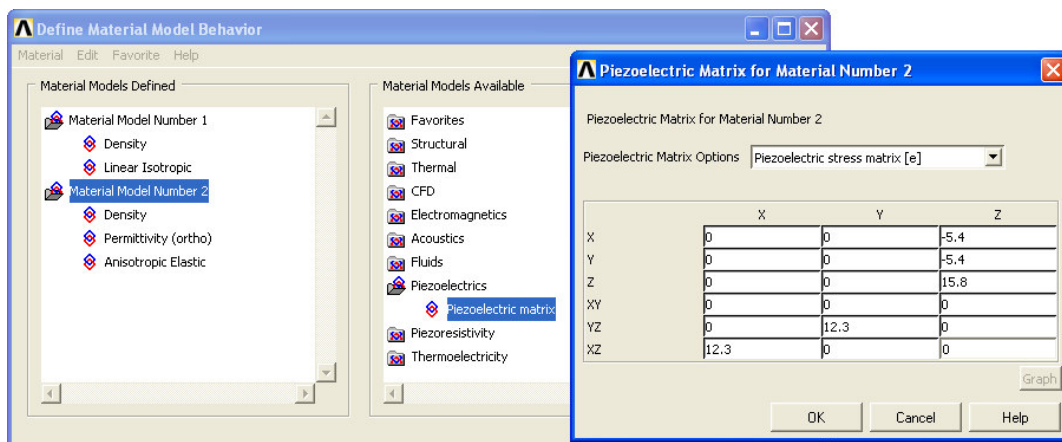 Define Material Model Behavior
Material Edit Favorite Help
Material Models Defined
Material Model Number 1
Density
Linear Isotropic
Material Model Number 2
Density
Permittivity (ortho)
Anisotropic Elastic
Material Models Available
Favorites
Structural
Thermal
CFD
Electromagnetics
Acoustics
Fluids
Piezoelectrics
Piezoelectric matrix
Piezoresistivity
Thermoelectricity
Piezoelectric Matrix for Material Number 2
Piezoelectric Matrix for Material Number 2
Piezoelectric Matrix Options Piezoelectric stress matrix [e]
X Y Z
X 0 0 -5.4
Y 0 0 -5.4
Z 0 0 15.8
XY 0 0 0
YZ 0 12.3 0
XZ 12.3 0 0
Graph
OK Cancel Help